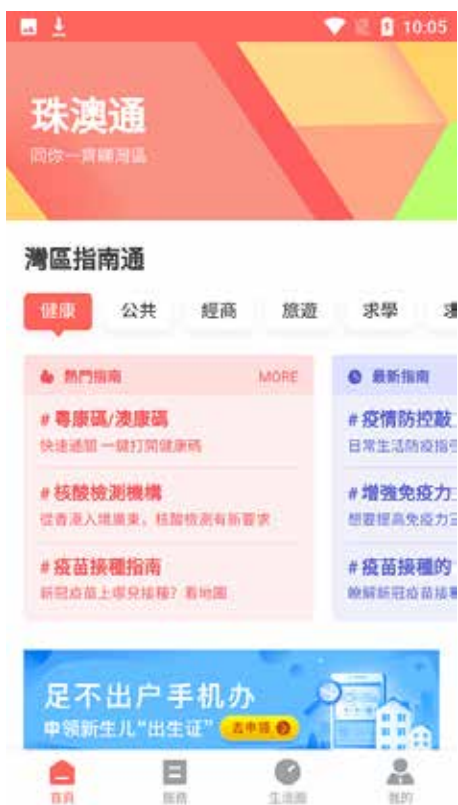 10:05
珠澳通
同你一齊睇灣區
灣區指南通
健康 公共 經商 旅遊 求學
熱門指南 MORE
最新指南
# 粵康碼/澳康碼
快速通關 一鍵打開健康碼
# 疫情防控敲
日常生活防疫指引
# 核酸檢測機構
從香港入境廣東，核酸檢測有新要求
# 增強免疫力
想要提高免疫力
# 疫苗接種指南
新冠疫苗上哪兒接種？看地圖
# 疫苗接種的
瞭解新冠疫苗接
足不出户手机办
申领新生儿“出生证” 去申领
首頁 服務 生活圈 我的